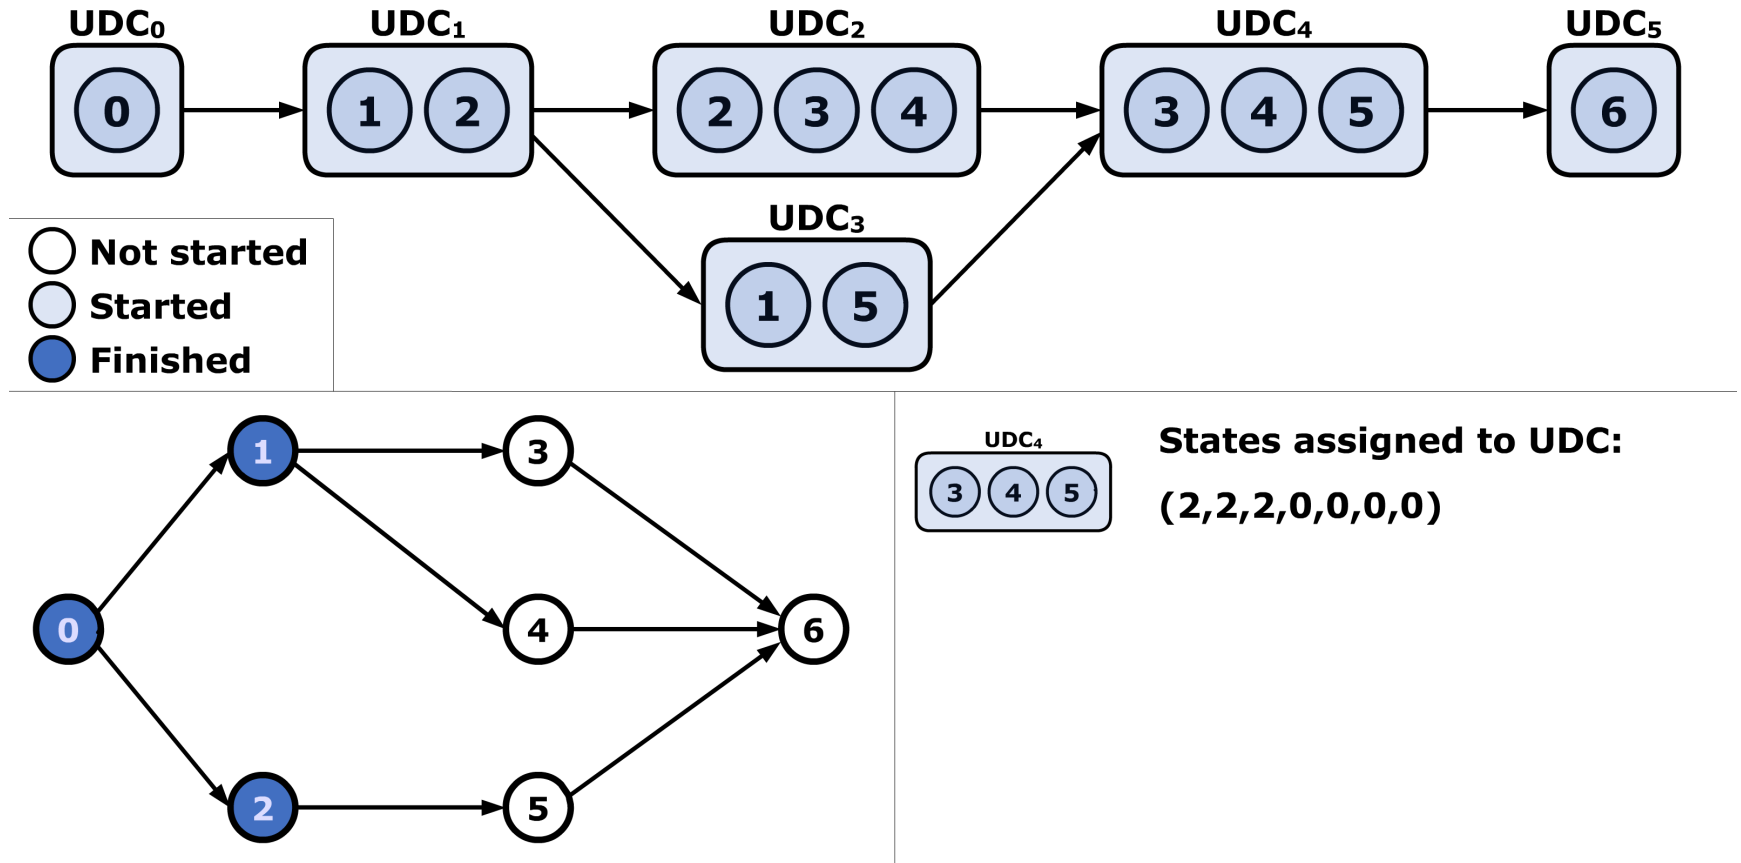 UDC₀ UDC₁ UDC₂ UDC₄ UDC₅
0 1 2 2 3 4 3 4 5 6
UDC₃
1 5
Not started
Started
Finished
1 3
0 4 6
2 5
UDC₄
3 4 5
States assigned to UDC:
(2,2,2,0,0,0,0)